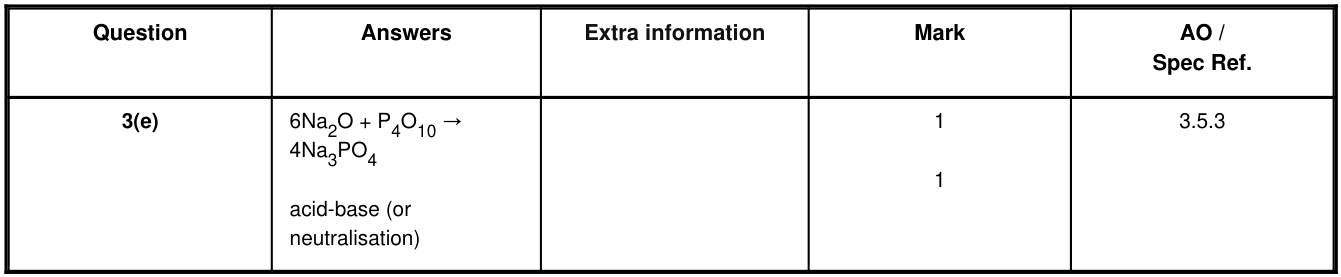 Question Answers Extra information Mark AO /
Spec Ref.
3(e) 6Na₂O + P₄O₁₀ → 1 3.5.3
4Na₃PO₄
1
acid-base (or
neutralisation)